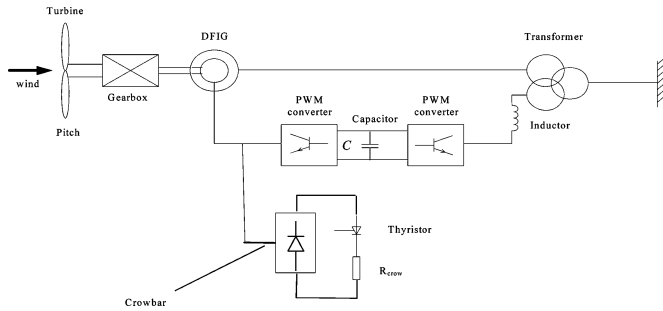 Turbine
DFIG
Transformer
wind
Gearbox
PWM
converter
Capacitor
PWM
converter
Pitch
C
Inductor
Thyristor
Rcrow
Crowbar